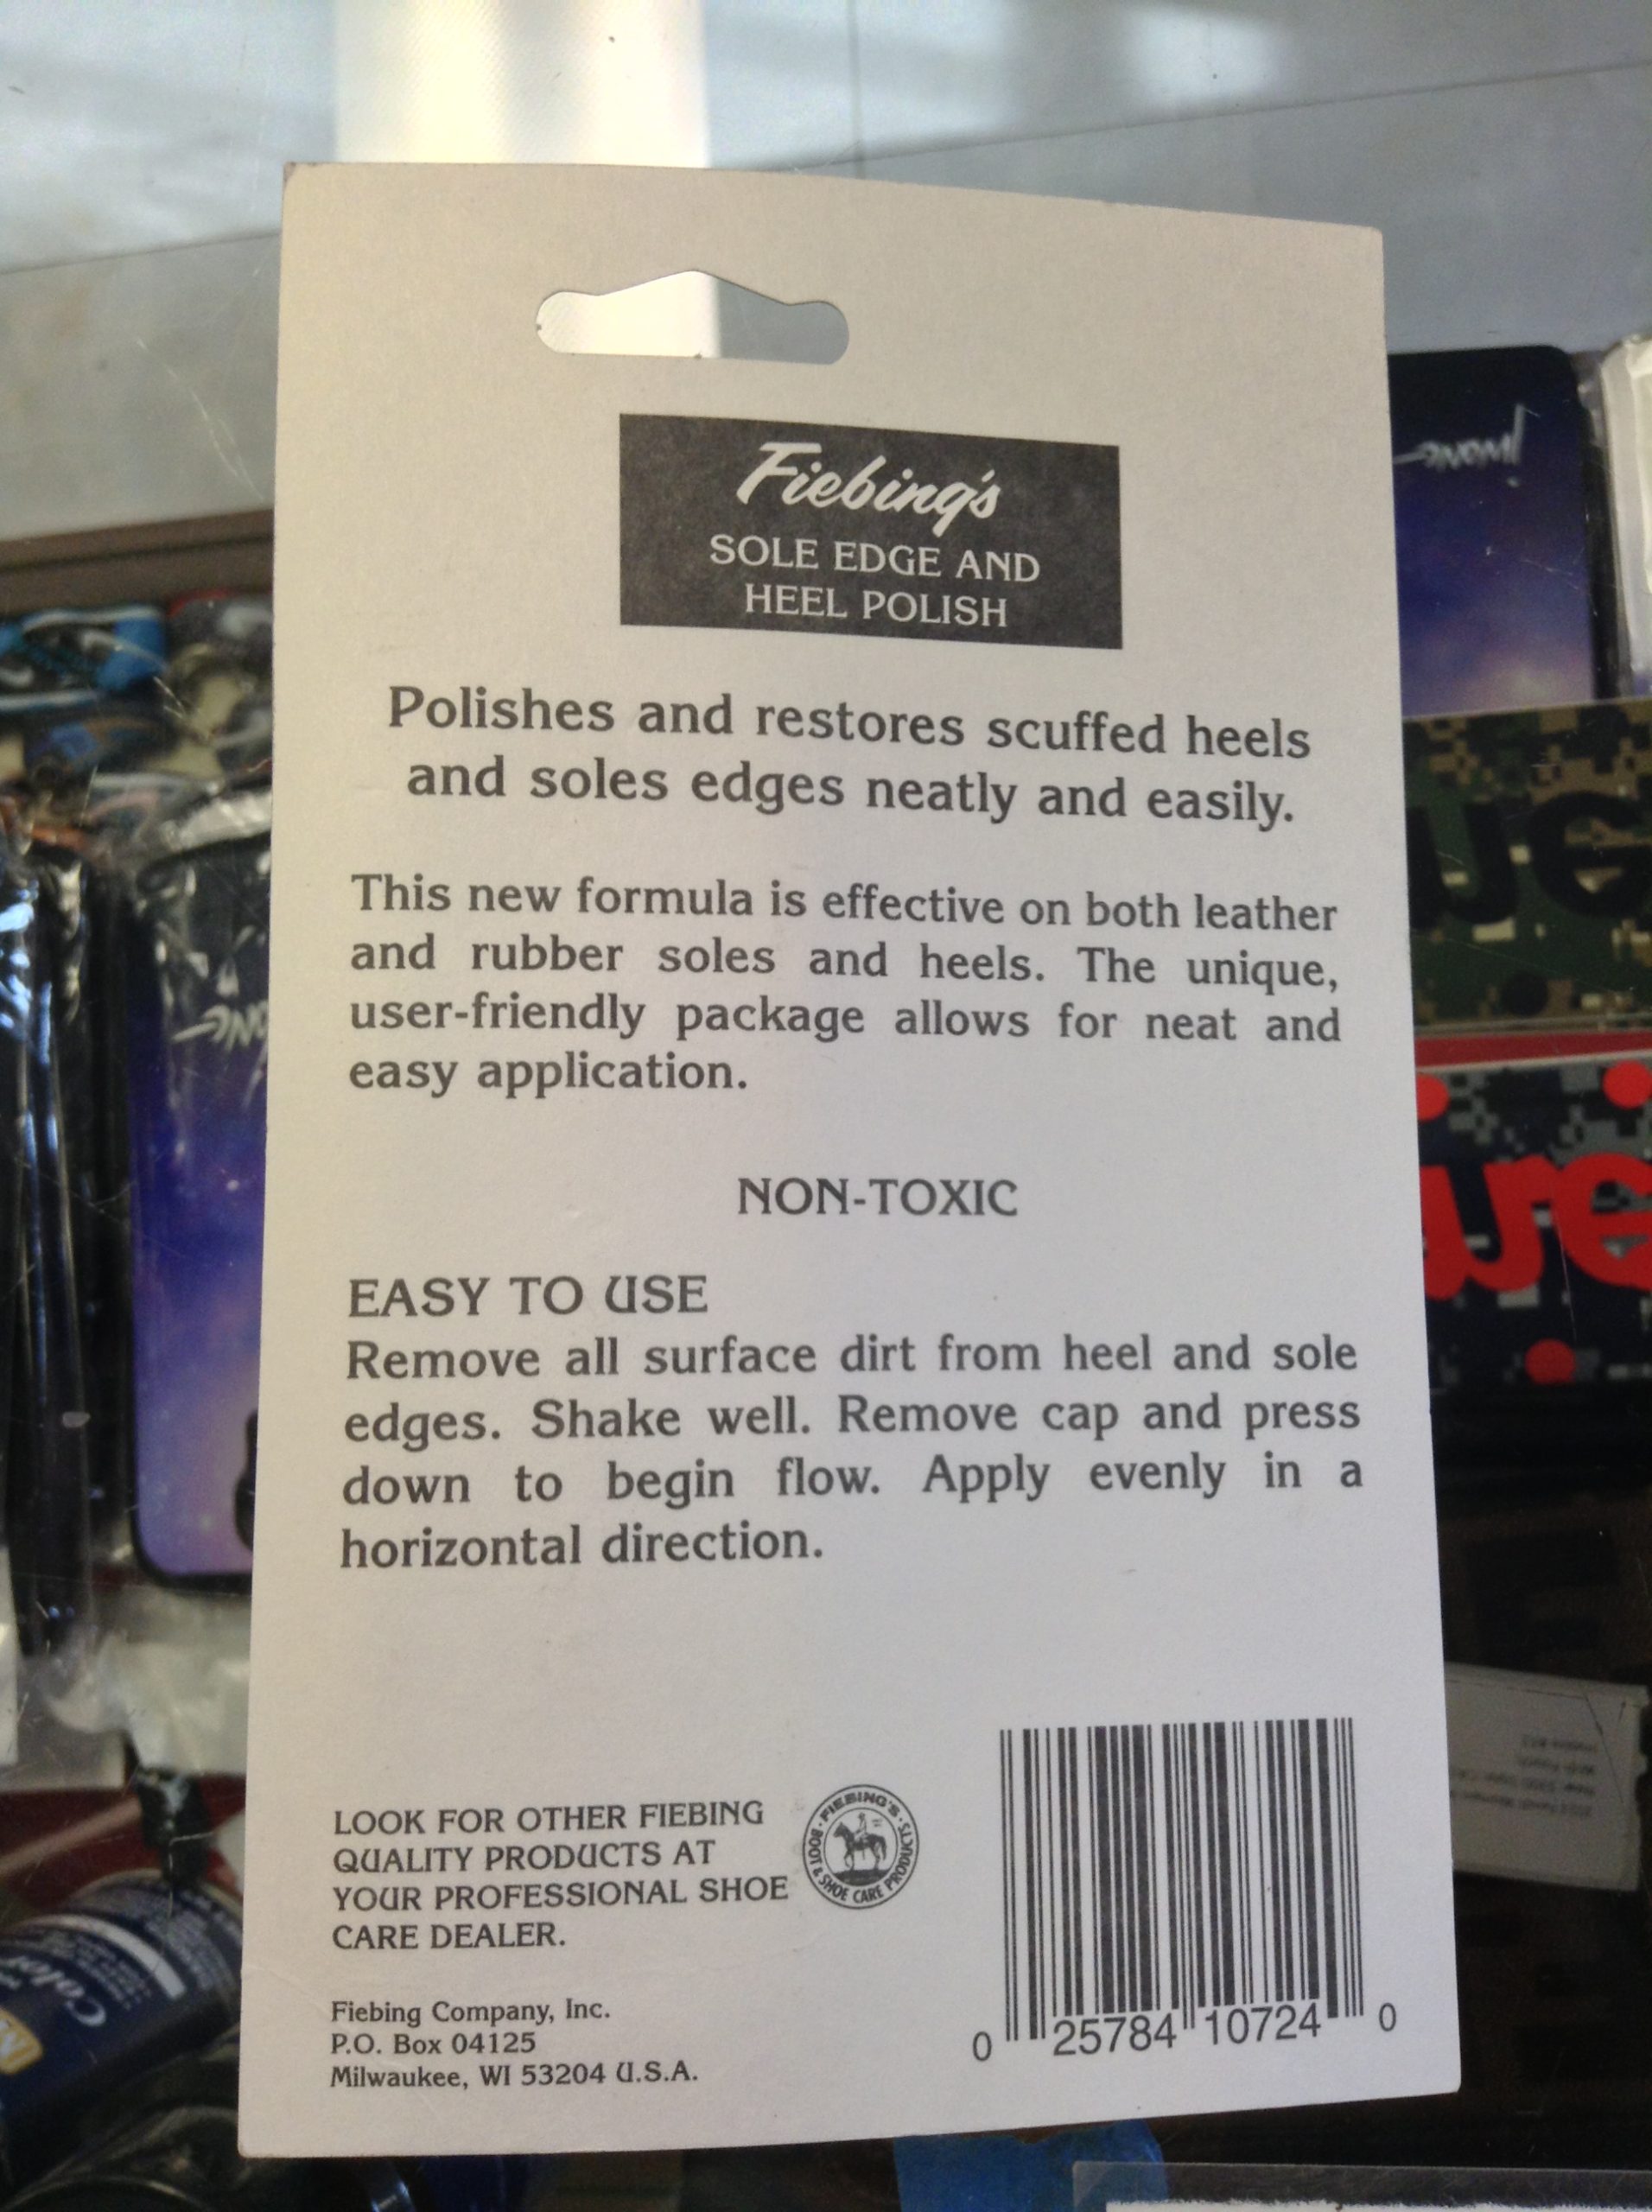 Fiebing's
SOLE EDGE AND
HEEL POLISH
Polishes and restores scuffed heels
and soles edges neatly and easily.
This new formula is effective on both leather
and rubber soles and heels. The unique,
user-friendly package allows for neat and
easy application.
NON-TOXIC
EASY TO USE
Remove all surface dirt from heel and sole
edges. Shake well. Remove cap and press
down to begin flow. Apply evenly in a
horizontal direction.
LOOK FOR OTHER FIEBING
QUALITY PRODUCTS AT
YOUR PROFESSIONAL SHOE
CARE DEALER.
FIEBING'S
BOOT & SHOE CARE PRODUCTS
Fiebing Company, Inc.
P.O. Box 04125
Milwaukee, WI 53204 U.S.A.
0 25784 10724 0